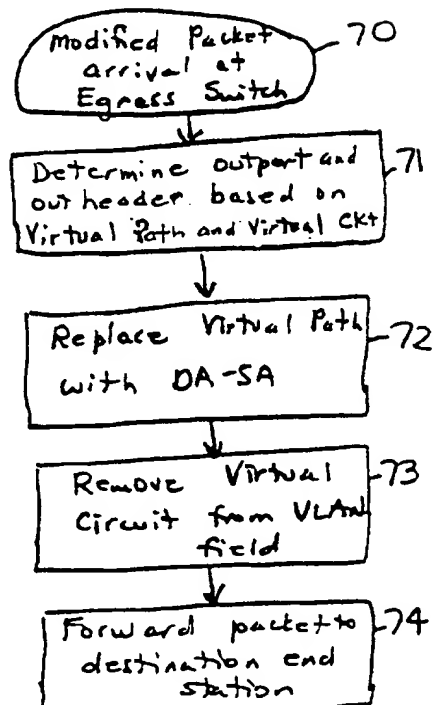 Modified Packet
arrival at
Egress Switch
70
Determine outport and
out header based on
Virtual Path and Virtual CKt
71
Replace Virtual Path
with DA-SA
72
Remove Virtual
Circuit from VLAN
field
73
Forward packet to
destination end
station
74